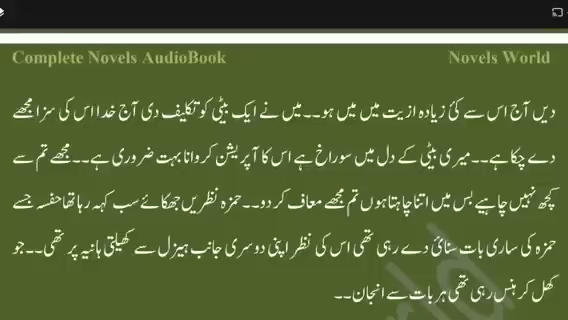 Complete Novels AudioBook
Novels World
دیں آج اس سے کئ زیادہ ازیت میں میں ہو۔۔میں نے ایک بیٹی کو تکلیف دی آج خدا اس کی سزا مجھے
دے چکا ہے۔۔میری بیٹی کے دل میں سوراخ ہے اس کا آپریشن کروانا بہت ضروری ہے۔۔مجھے تم سے
کچھ نہیں چاہیے بس میں اتنا چاہتا ہوں تم مجھے معاف کر دو۔۔حمزہ نظریں جھکائے سب کہہ رہا تھا حفسہ جسے
حمزہ کی ساری بات سنائ دے رہی تھی اس کی نظر اپنی دوسری جانب ہیزل سے کھیلتی ہانیہ پر تھی۔۔جو
کھل کر ہنس رہی تھی ہر بات سے انجان۔۔